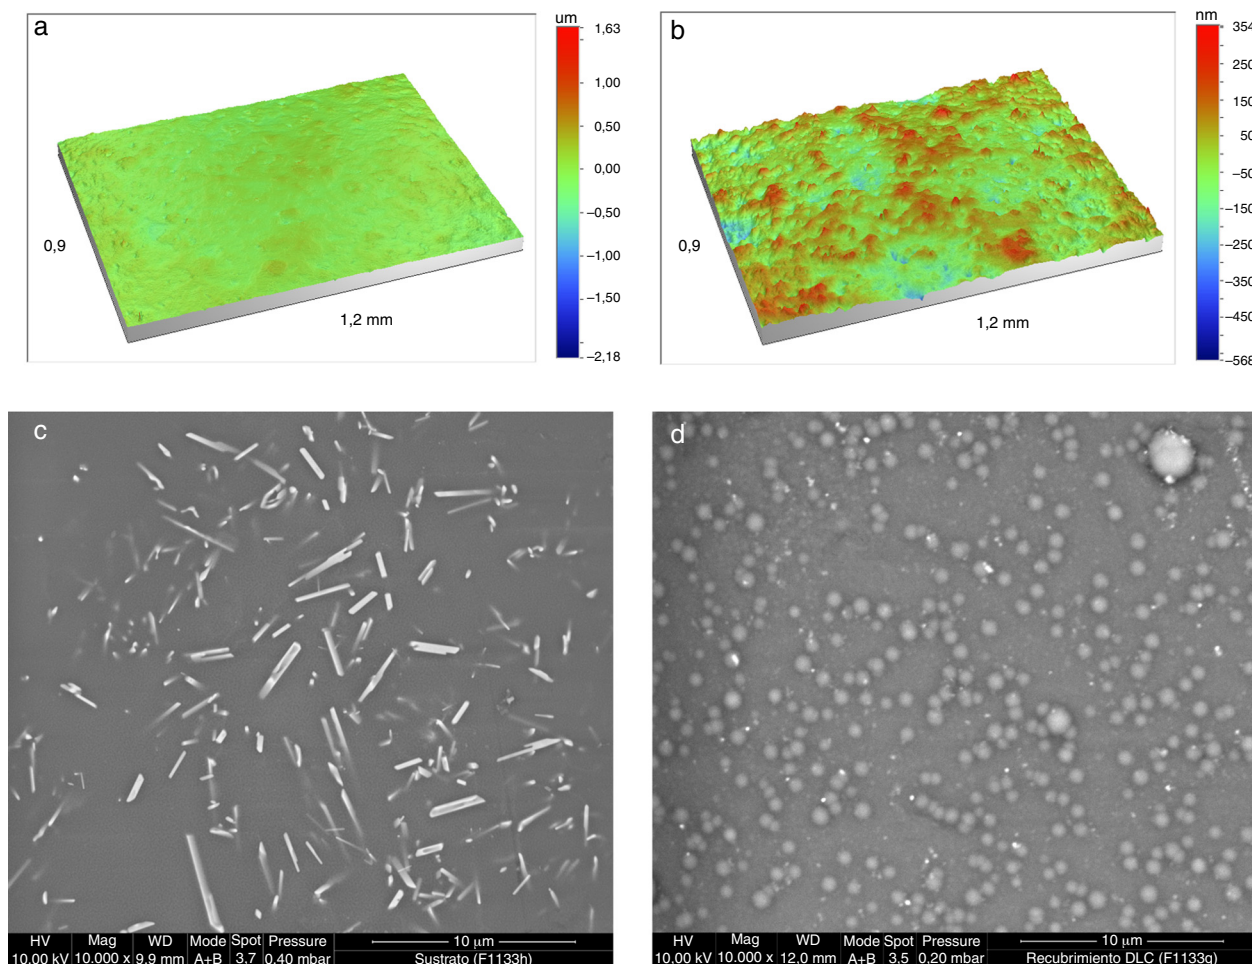 a
um
1,63
1,00
0,50
0,00
−0,50
−1,00
−1,50
−2,18
0,9
1,2 mm
b
nm
354
250
150
50
−50
−150
−250
−350
−450
−568
0,9
1,2 mm
c
HV Mag WD Mode Spot Pressure 10 µm
10.00 kV 10.000 x 9.9 mm A+B 3.7 0.40 mbar Sustrato (F1133h)
d
HV Mag WD Mode Spot Pressure 10 µm
10.00 kV 10.000 x 12.0 mm A+B 3.5 0.20 mbar Recubrimiento DLC (F1133g)